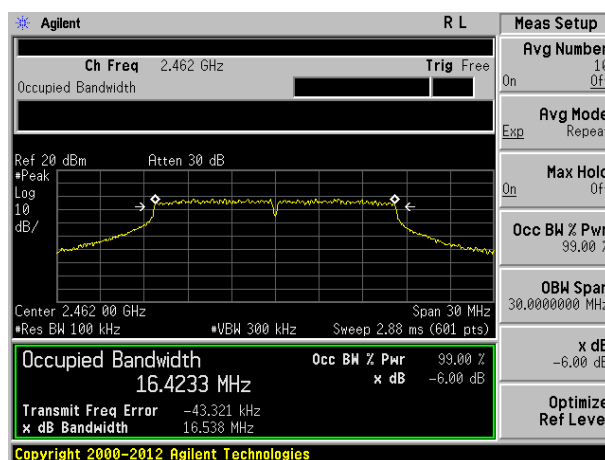 Agilent R L
Meas Setup
Ch Freq 2.462 GHz Trig Free
Occupied Bandwidth
Avg Number
10
On Off
Avg Mode
Exp Repeat
Max Hold
On Off
Occ BW % Pwr
99.00 %
OBW Span
30.0000000 MHz
x dB
-6.00 dB
Optimize
Ref Level
Ref 20 dBm Atten 30 dB
#Peak
Log
10
dB/
Center 2.462 00 GHz Span 30 MHz
#Res BW 100 kHz #VBW 300 kHz Sweep 2.88 ms (601 pts)
Occupied Bandwidth Occ BW % Pwr 99.00 %
16.4233 MHz x dB -6.00 dB
Transmit Freq Error -43.321 kHz
x dB Bandwidth 16.538 MHz
Copyright 2000-2012 Agilent Technologies